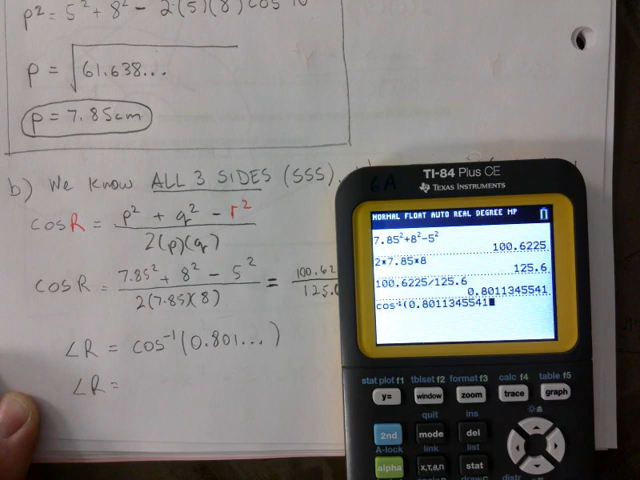 p² = 5² + 8² - 2(5)(8)cos
p = √61.638...
p = 7.85cm
b) We know ALL 3 SIDES (SSS).
cosR = p² + q² - r²
2(p)(q)
cosR = 7.85² + 8² - 5² = 100.62
2(7.85)(8) 125.6
∠R = cos⁻¹(0.801...)
∠R =
6A
TI-84 Plus CE
TEXAS INSTRUMENTS
NORMAL FLOAT AUTO REAL DEGREE MP
7.85²+8²-5²
100.6225
2*7.85*8
125.6
100.6225/125.6
0.8011345541
cos⁻¹(0.8011345541
stat plot f1 tblset f2 format f3 calc f4 table f5
y= window zoom trace graph
quit ins
2nd mode del
A-lock link list
alpha X,T,θ,n stat